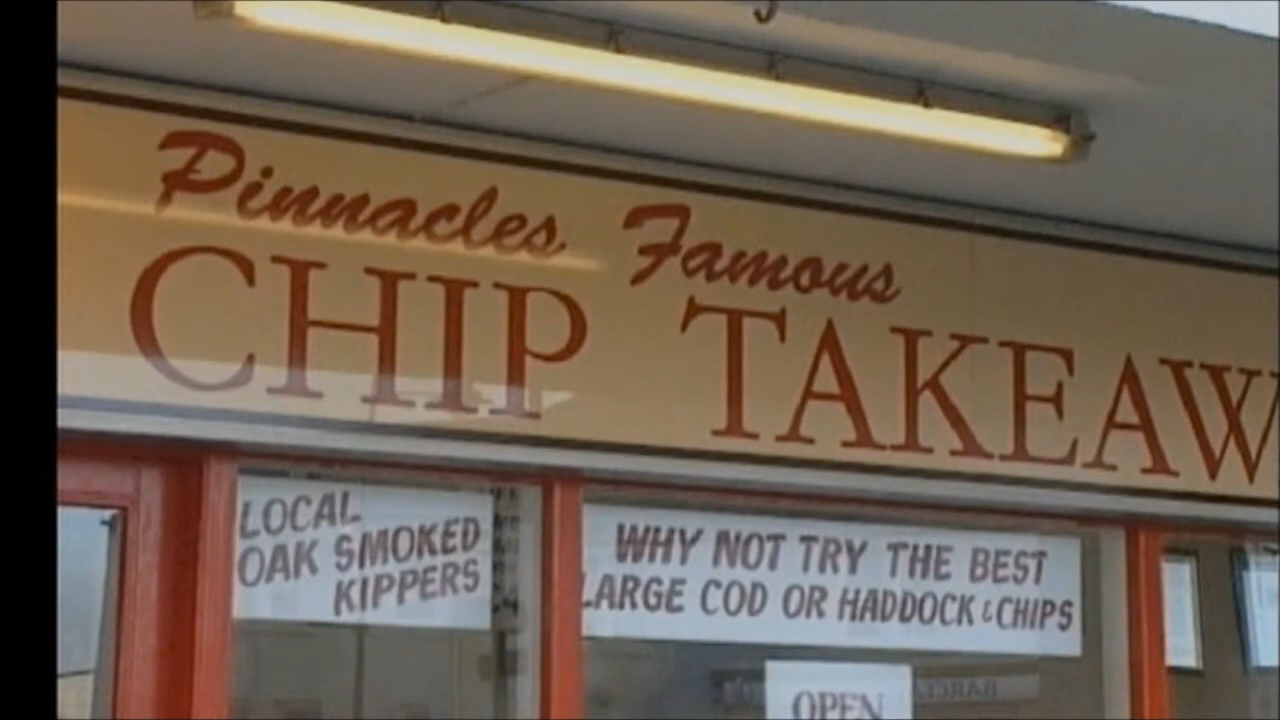 Pinnacles Famous
CHIP TAKEAW
LOCAL
OAK SMOKED
KIPPERS
WHY NOT TRY THE BEST
LARGE COD OR HADDOCK & CHIPS
OPEN